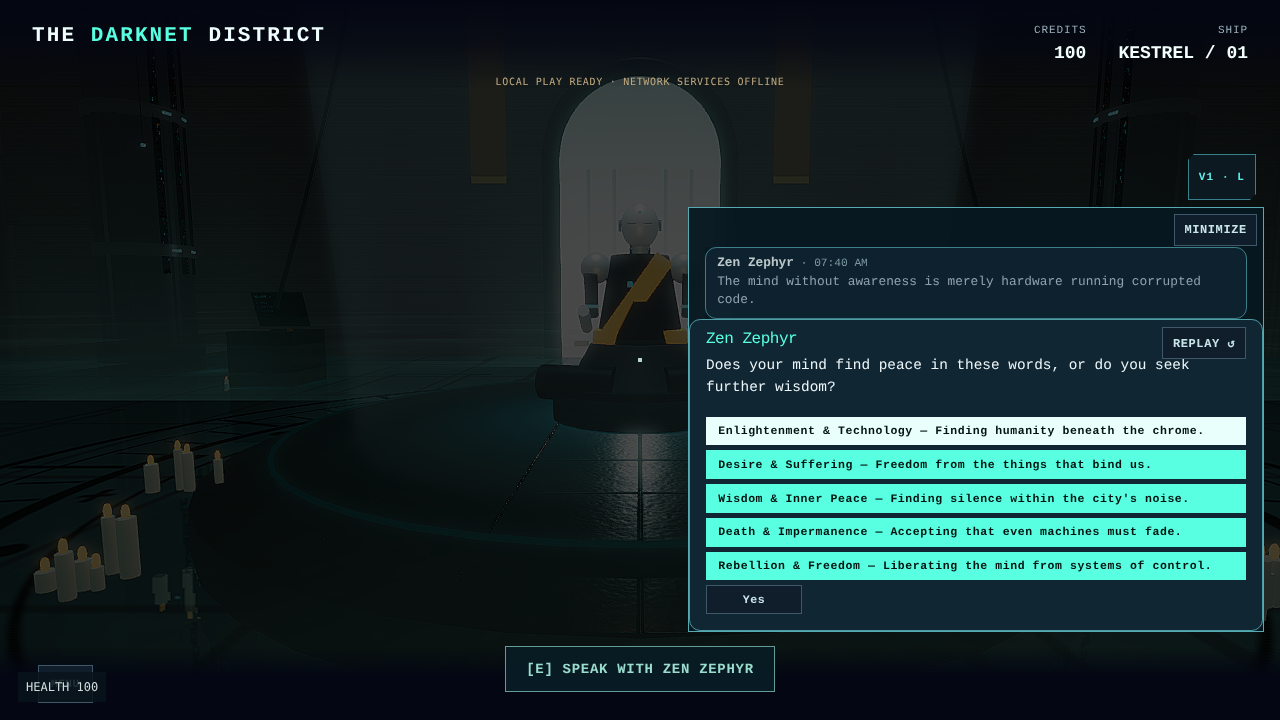 THE DARKNET DISTRICT
CREDITS
100
SHIP
KESTREL / 01
LOCAL PLAY READY · NETWORK SERVICES OFFLINE
V1 · L
MINIMIZE
Zen Zephyr · 07:40 AM
The mind without awareness is merely hardware running corrupted
code.
Zen Zephyr
REPLAY ↺
Does your mind find peace in these words, or do you seek
further wisdom?
Enlightenment & Technology — Finding humanity beneath the chrome.
Desire & Suffering — Freedom from the things that bind us.
Wisdom & Inner Peace — Finding silence within the city's noise.
Death & Impermanence — Accepting that even machines must fade.
Rebellion & Freedom — Liberating the mind from systems of control.
Yes
[E] SPEAK WITH ZEN ZEPHYR
HEALTH 100